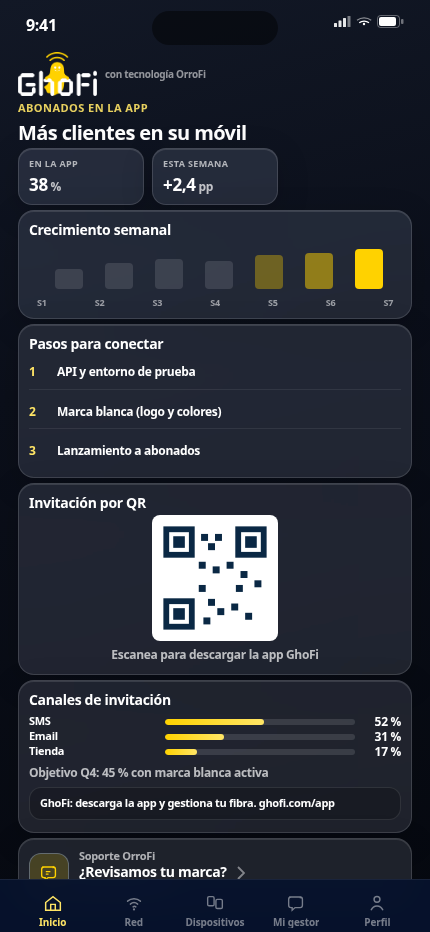 9:41
GhoFi
con tecnología OrroFi
ABONADOS EN LA APP
Más clientes en su móvil
EN LA APP
38 %
ESTA SEMANA
+2,4 pp
Crecimiento semanal
S1 S2 S3 S4 S5 S6 S7
Pasos para conectar
1 API y entorno de prueba
2 Marca blanca (logo y colores)
3 Lanzamiento a abonados
Invitación por QR
Escanea para descargar la app GhoFi
Canales de invitación
SMS 52 %
Email 31 %
Tienda 17 %
Objetivo Q4: 45 % con marca blanca activa
GhoFi: descarga la app y gestiona tu fibra. ghofi.com/app
Soporte OrroFi
¿Revisamos tu marca?
Inicio Red Dispositivos Mi gestor Perfil